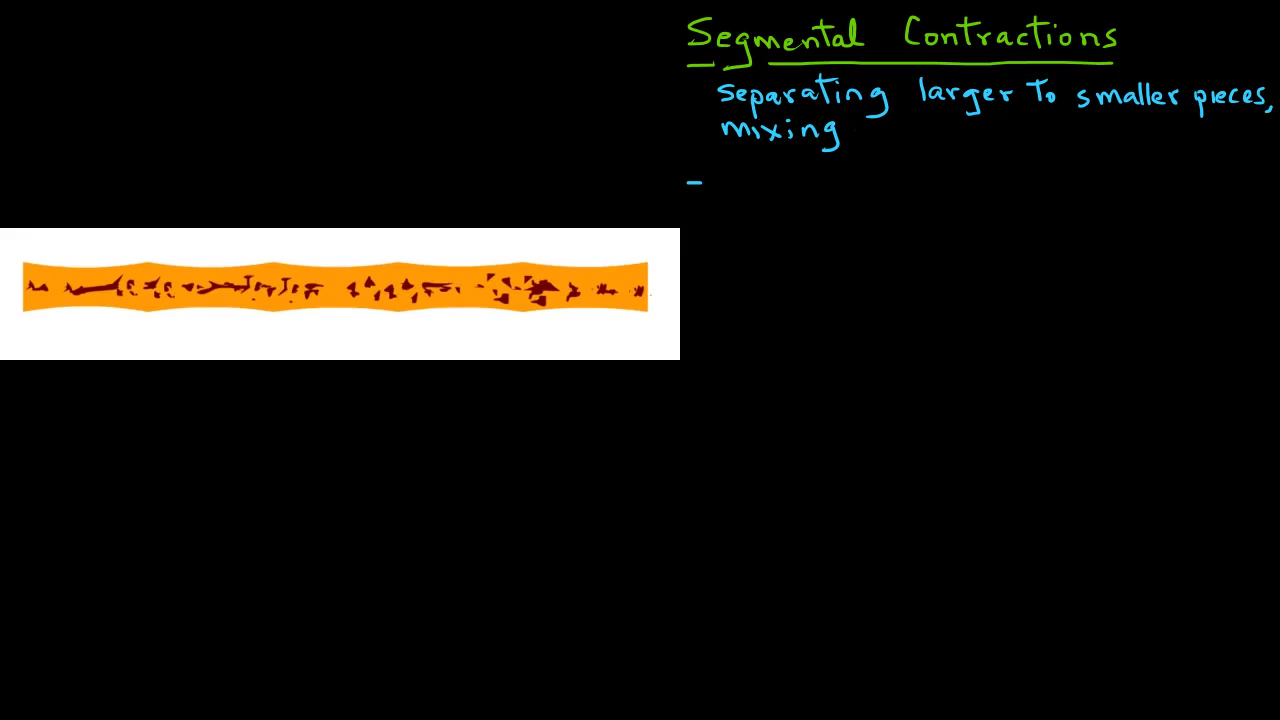 Segmental Contractions
separating larger to smaller pieces,
mixing
-